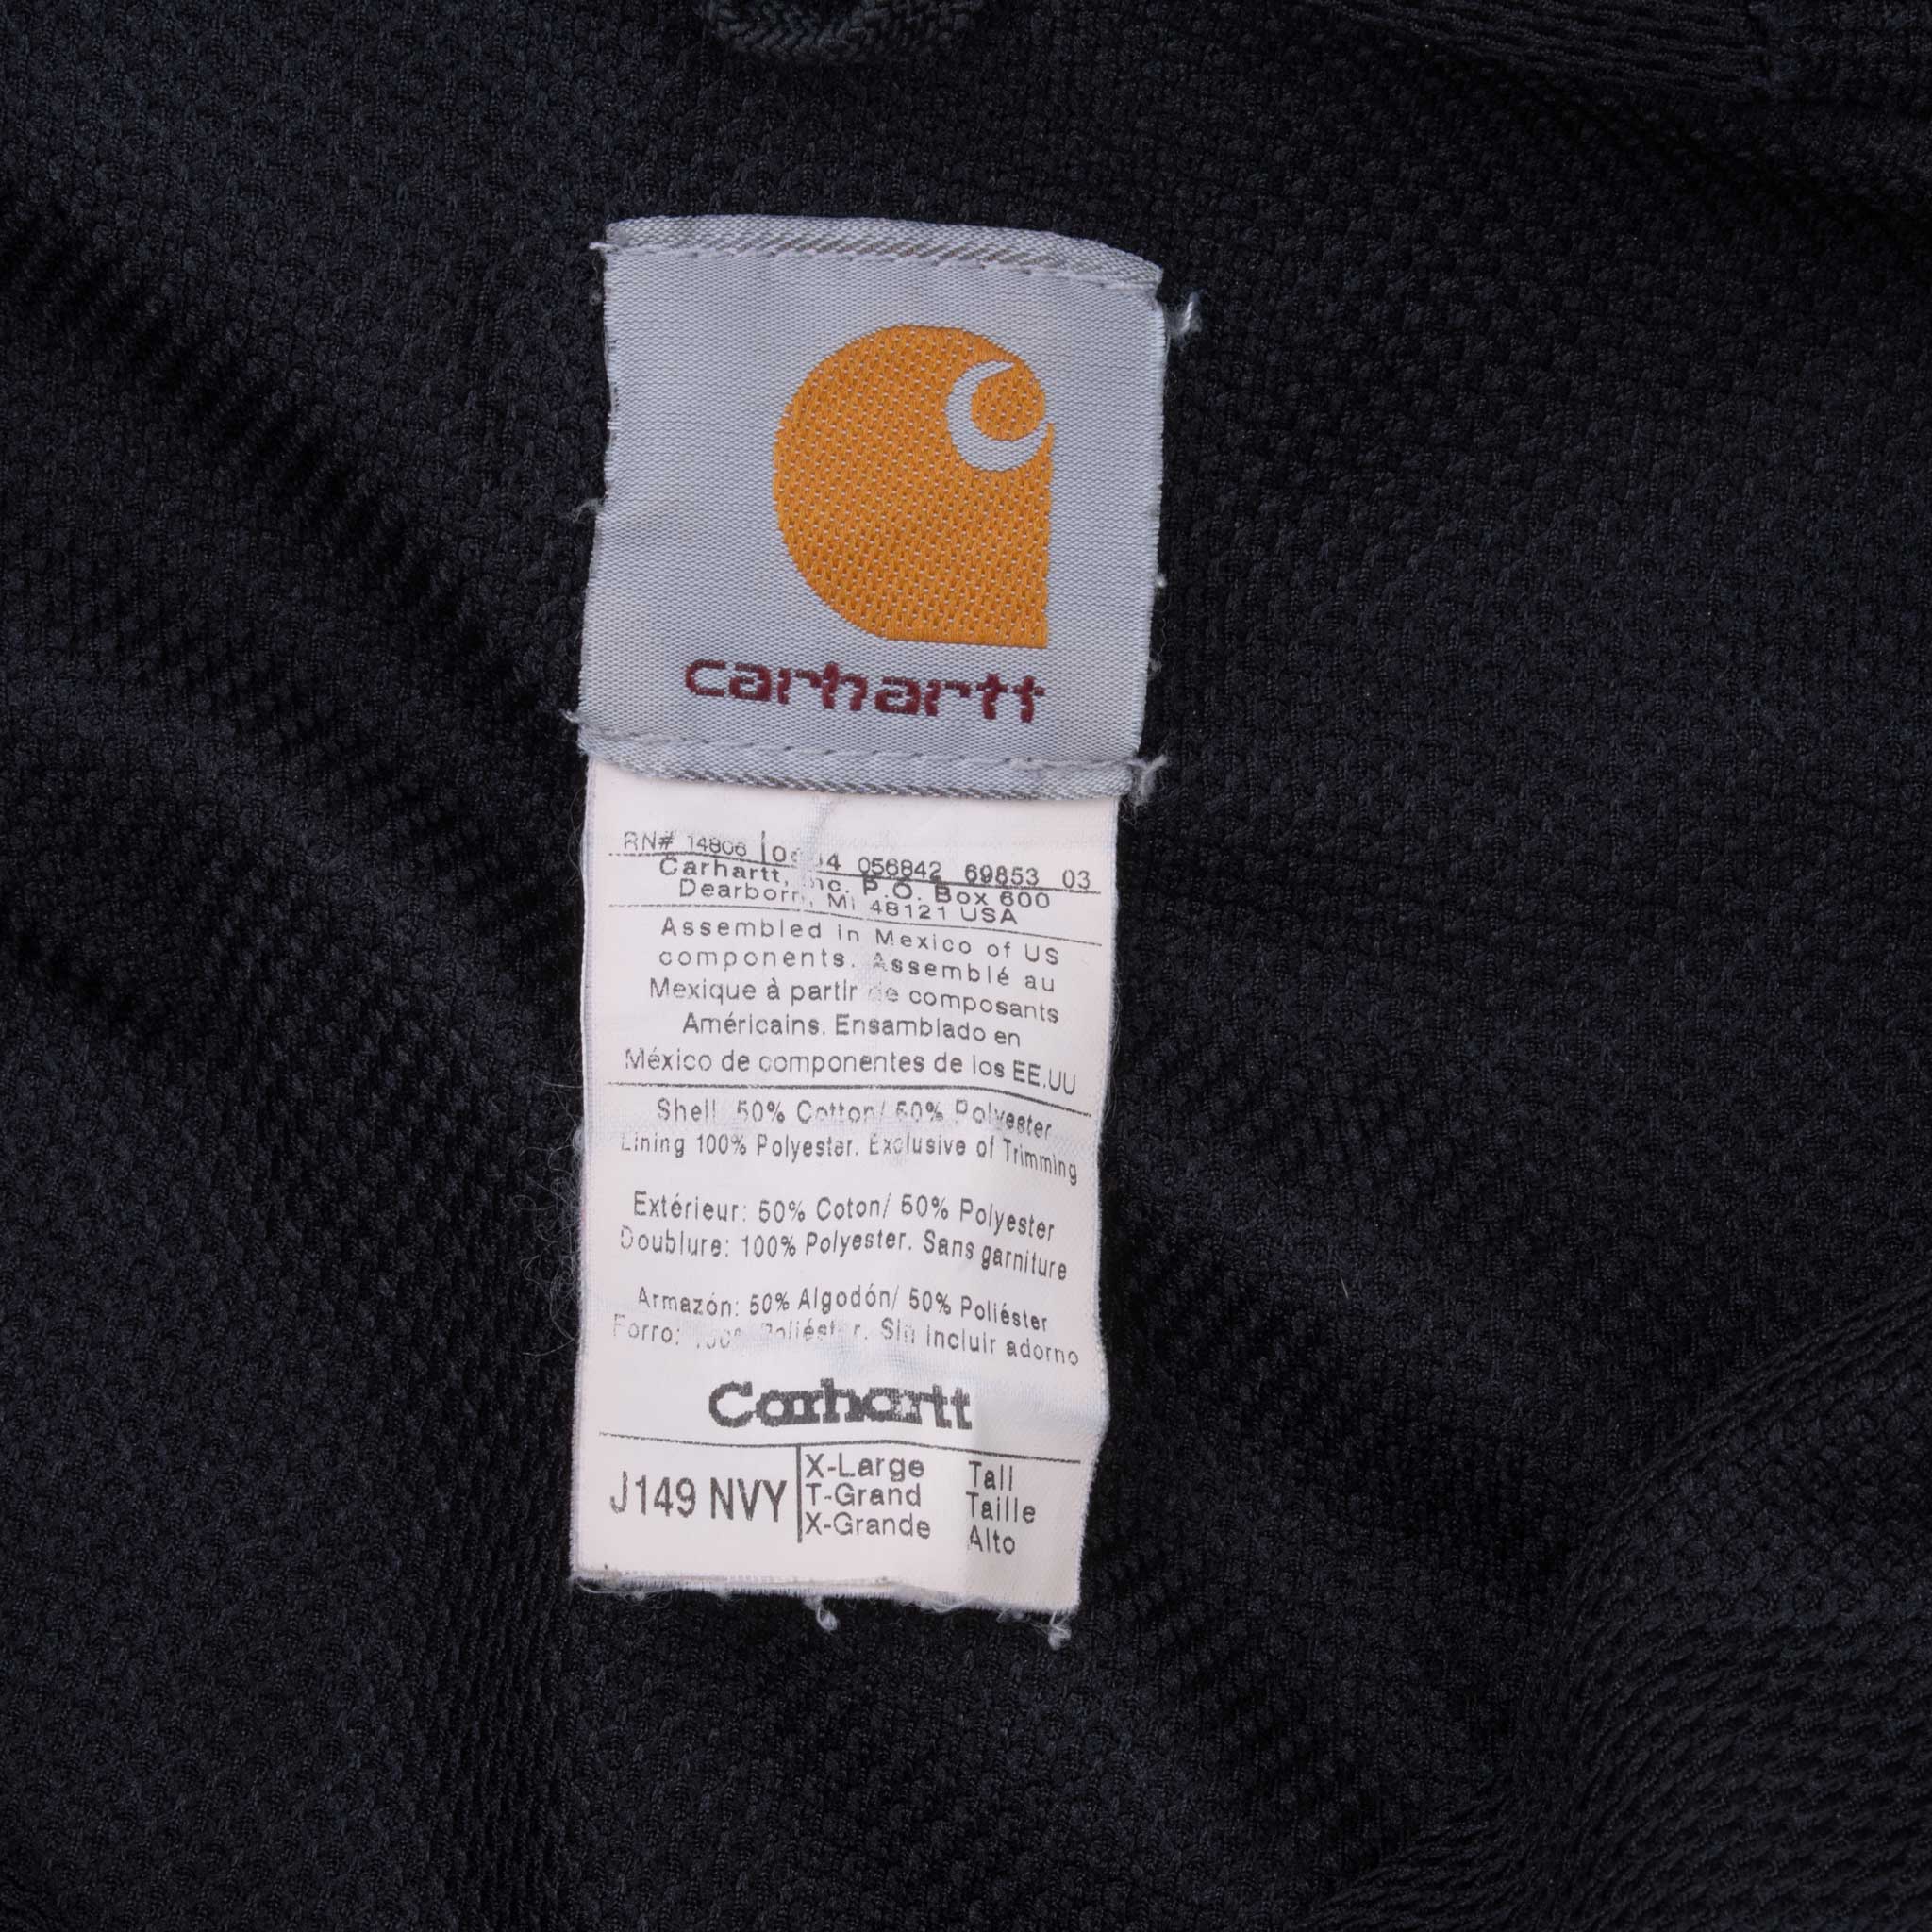 carhartt
RN# 14806 056842 69853 03
Carhartt, Inc. P.O. Box 600
Dearborn, MI 48121 USA
Assembled in Mexico of US
components. Assemblé au
Mexique à partir de composants
Américains. Ensamblado en
México de componentes de los EE.UU
Shell: 50% Cotton/ 50% Polyester
Lining 100% Polyester. Exclusive of Trimming
Extérieur: 50% Coton/ 50% Polyester
Doublure: 100% Polyester. Sans garniture
Armazón: 50% Algodón/ 50% Poliéster
Forro: 100% Poliéster. Sin incluir adorno
Carhartt
J149 NVY
X-Large Tall
T-Grand Taille
X-Grande Alto